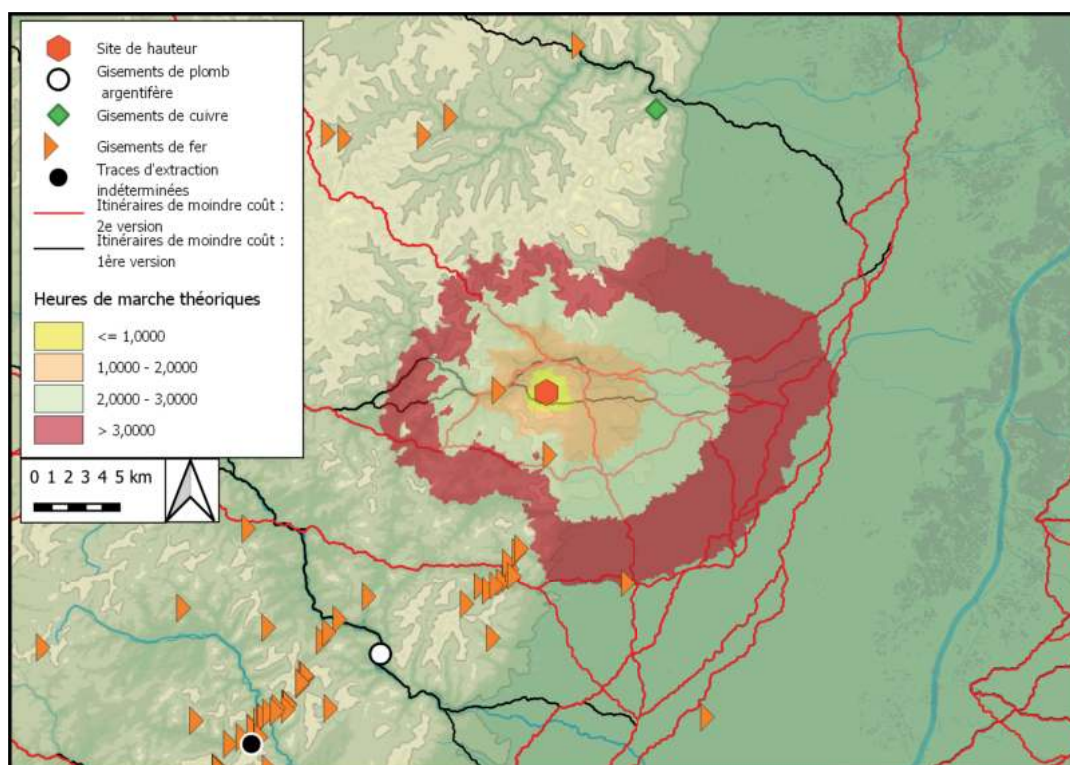 Site de hauteur
Gisements de plomb
argentifère
Gisements de cuivre
Gisements de fer
Traces d'extraction
indéterminées
Itinéraires de moindre coût :
2e version
Itinéraires de moindre coût :
1ère version
Heures de marche théoriques
<= 1,0000
1,0000 - 2,0000
2,0000 - 3,0000
> 3,0000
0 1 2 3 4 5 km